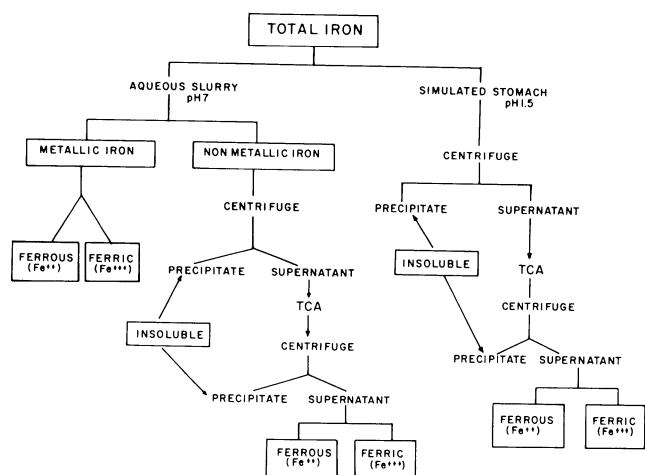 TOTAL IRON
AQUEOUS SLURRY
pH7
SIMULATED STOMACH
pH1.5
METALLIC IRON
NON METALLIC IRON
CENTRIFUGE
CENTRIFUGE
PRECIPITATE
SUPERNATANT
FERROUS
(Fe++)
FERRIC
(Fe+++)
PRECIPITATE
SUPERNATANT
INSOLUBLE
TCA
TCA
CENTRIFUGE
INSOLUBLE
CENTRIFUGE
PRECIPITATE
SUPERNATANT
PRECIPITATE
SUPERNATANT
FERROUS
(Fe++)
FERRIC
(Fe+++)
FERROUS
(Fe++)
FERRIC
(Fe+++)